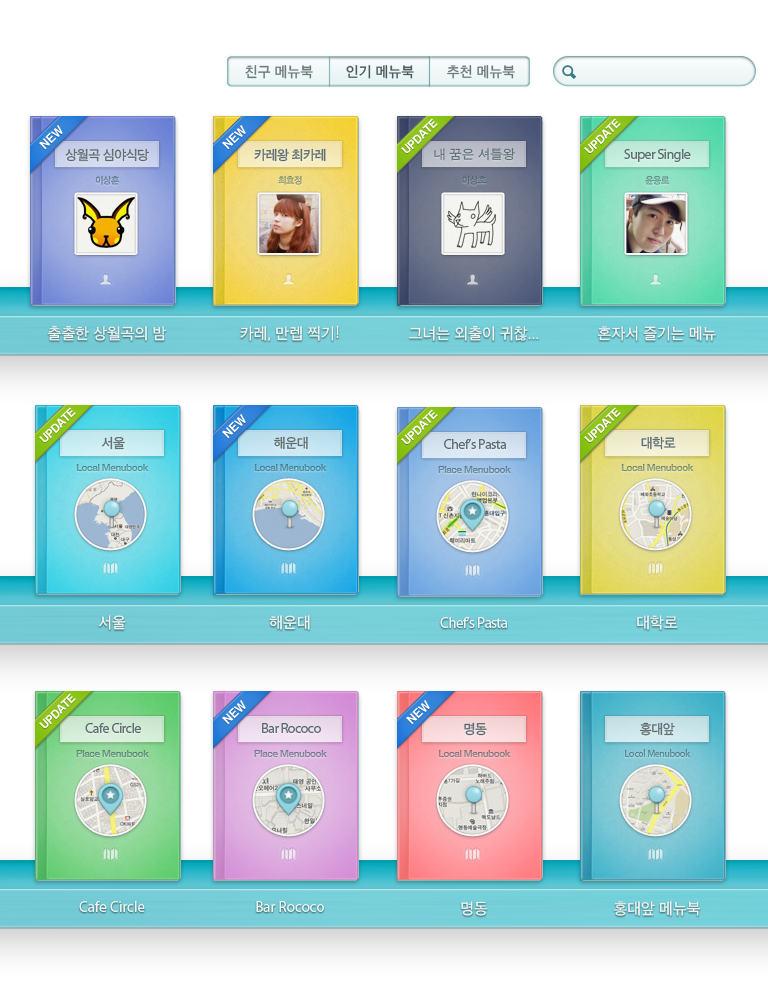 친구 메뉴북
인기 메뉴북
추천 메뉴북
NEW
상월곡 심야식당
이상훈
NEW
카레왕 최카레
최효정
UPDATE
내 꿈은 셔틀왕
이상호
UPDATE
Super Single
윤웅로
출출한 상월곡의 밤
카레, 만렙 찍기!
그녀는 외출이 귀찮...
혼자서 즐기는 메뉴
UPDATE
서울
Local Menubook
NEW
해운대
Local Menubook
UPDATE
Chef's Pasta
Place Menubook
UPDATE
대학로
Local Menubook
서울
해운대
Chef's Pasta
대학로
UPDATE
Cafe Circle
Place Menubook
NEW
Bar Rococo
Place Menubook
NEW
명동
Local Menubook
홍대앞
Local Menubook
Cafe Circle
Bar Rococo
명동
홍대앞 메뉴북